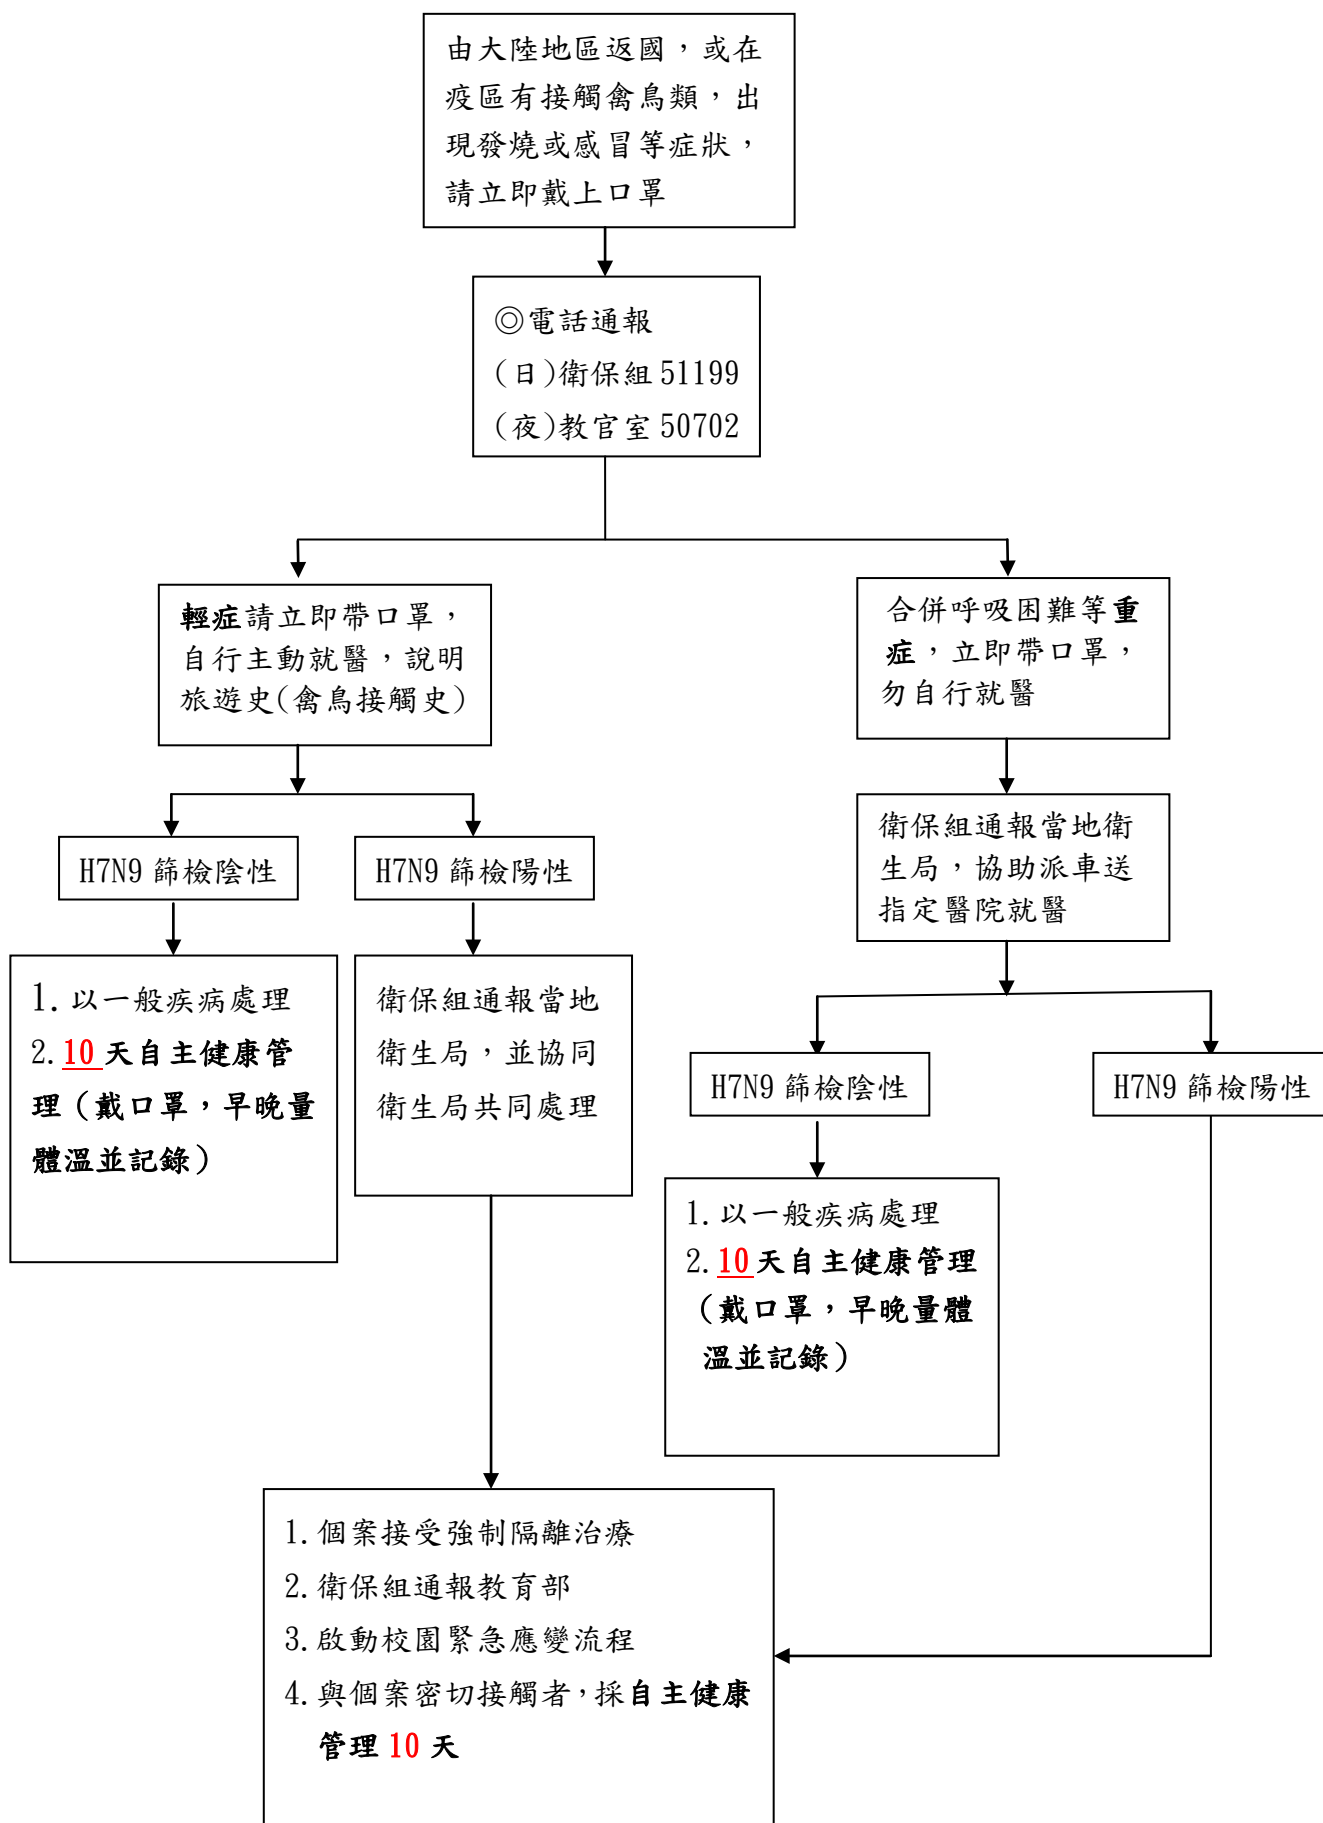 由大陸地區返國，或在
疫區有接觸禽鳥類，出
現發燒或感冒等症狀，
請立即戴上口罩
◎電話通報
(日)衛保組 51199
(夜)教官室 50702
輕症請立即帶口罩，
自行主動就醫，說明
旅遊史(禽鳥接觸史)
合併呼吸困難等重
症，立即帶口罩，
勿自行就醫
衛保組通報當地衛
生局，協助派車送
指定醫院就醫
H7N9 篩檢陰性
H7N9 篩檢陽性
1. 以一般疾病處理
2. 10 天自主健康管
理（戴口罩，早晚量
體溫並記錄）
衛保組通報當地
衛生局，並協同
衛生局共同處理
H7N9 篩檢陰性
H7N9 篩檢陽性
1. 以一般疾病處理
2. 10 天自主健康管理
（戴口罩，早晚量體
溫並記錄）
1. 個案接受強制隔離治療
2. 衛保組通報教育部
3. 啟動校園緊急應變流程
4. 與個案密切接觸者，採自主健康
管理 10 天